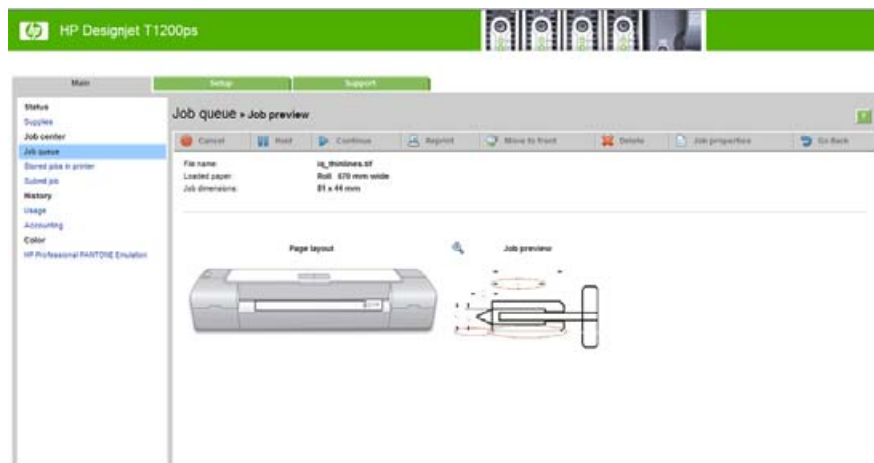 hp HP Designjet T1200ps
Main Setup Support
Status
Supplies
Job center
Job queue
Stored jobs in printer
Submit job
History
Usage
Accounting
Color
HP Professional PANTONE Emulation
Job queue » Job preview
Cancel Hold Continue Reprint Move to front Delete Job properties Go Back
File name: iq_thinlines.tif
Loaded paper: Roll 670 mm wide
Job dimensions: 81 x 44 mm
Page layout Job preview